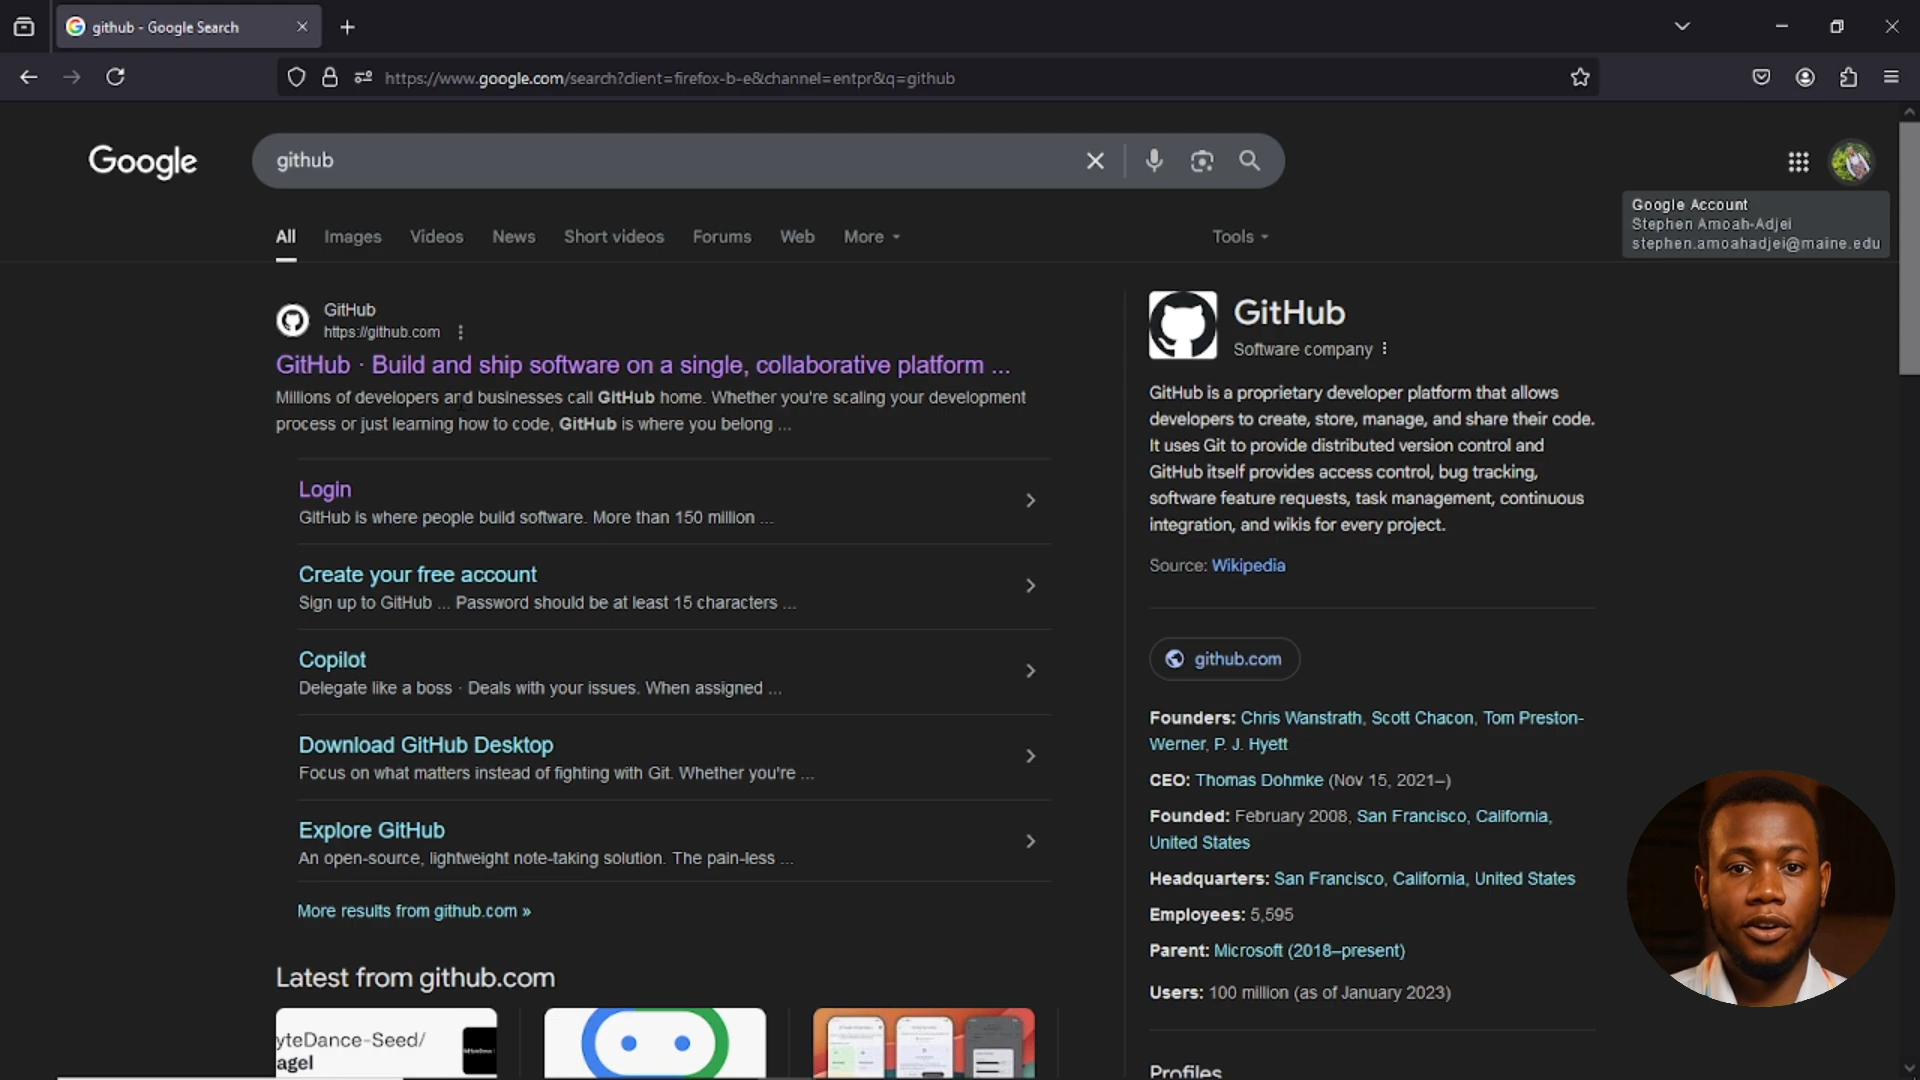 github - Google Search
https://www.google.com/search?client=firefox-b-e&channel=entpr&q=github
Google
github
All
Images
Videos
News
Short videos
Forums
Web
More
Tools
Google Account
Stephen Amoah-Adjei
stephen.amoahadjei@maine.edu
GitHub
https://github.com
GitHub · Build and ship software on a single, collaborative platform ...
Millions of developers and businesses call GitHub home. Whether you're scaling your development
process or just learning how to code, GitHub is where you belong ...
Login
GitHub is where people build software. More than 150 million ...
Create your free account
Sign up to GitHub ... Password should be at least 15 characters ...
Copilot
Delegate like a boss · Deals with your issues. When assigned ...
Download GitHub Desktop
Focus on what matters instead of fighting with Git. Whether you're ...
Explore GitHub
An open-source, lightweight note-taking solution. The pain-less ...
More results from github.com »
Latest from github.com
yteDance-Seed/
agel
GitHub
Software company
GitHub is a proprietary developer platform that allows
developers to create, store, manage, and share their code.
It uses Git to provide distributed version control and
GitHub itself provides access control, bug tracking,
software feature requests, task management, continuous
integration, and wikis for every project.
Source: Wikipedia
github.com
Founders: Chris Wanstrath, Scott Chacon, Tom Preston-
Werner, P. J. Hyett
CEO: Thomas Dohmke (Nov 15, 2021–)
Founded: February 2008, San Francisco, California,
United States
Headquarters: San Francisco, California, United States
Employees: 5,595
Parent: Microsoft (2018–present)
Users: 100 million (as of January 2023)
Profiles